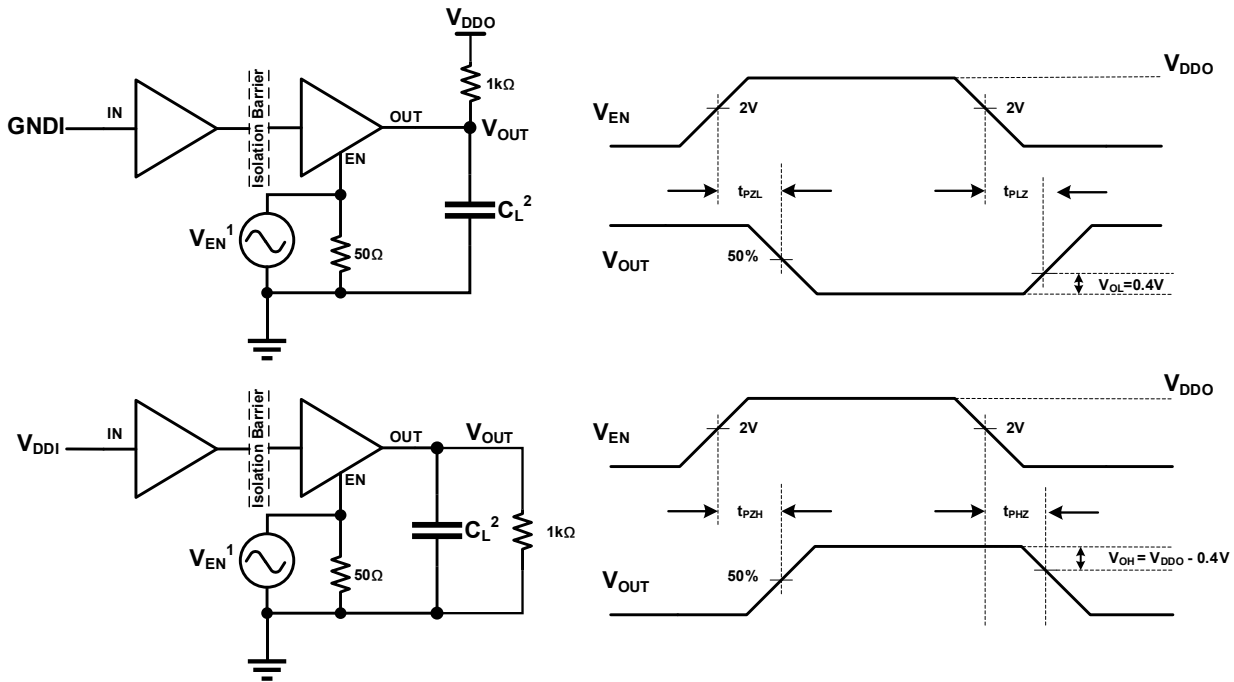 VDDO
1kΩ
IN
Isolation Barrier
OUT
GNDI
VOUT
EN
CL2
VEN1
50Ω
VDDO
VEN
2V
2V
tPZL
tPLZ
VOUT
50%
VOL=0.4V
IN
Isolation Barrier
OUT
VOUT
VDDI
EN
CL2
1kΩ
VEN1
50Ω
VDDO
VEN
2V
2V
tPZH
tPHZ
VOH = VDDO - 0.4V
VOUT
50%